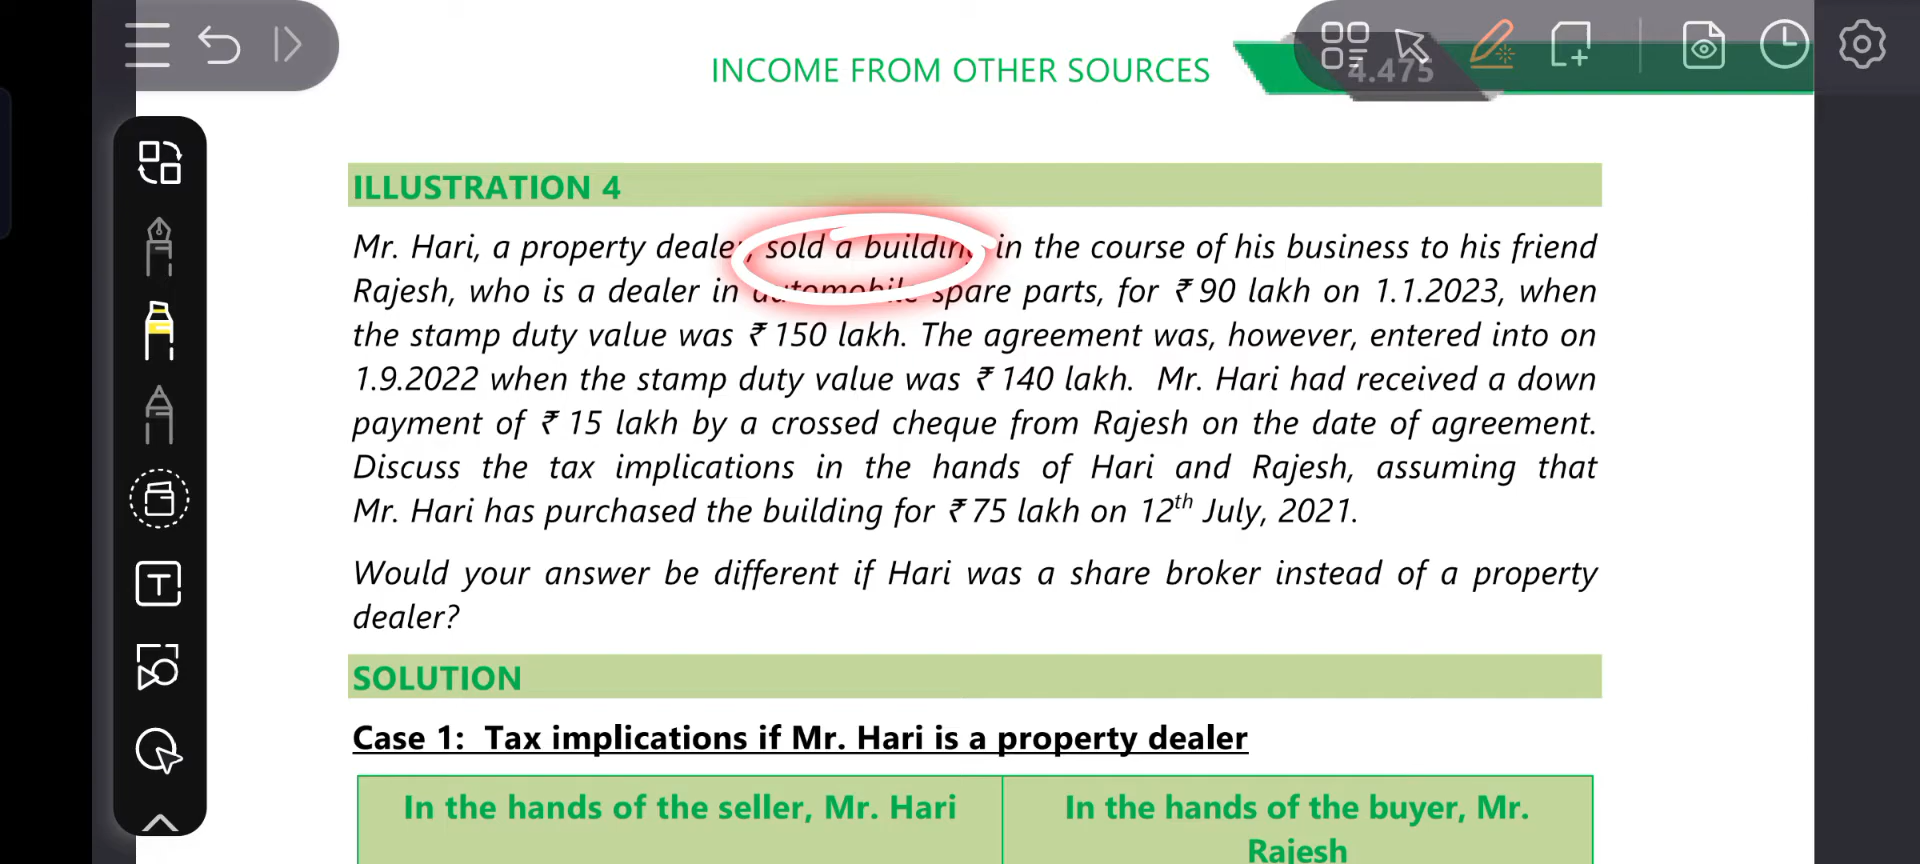 INCOME FROM OTHER SOURCES
4.475
ILLUSTRATION 4
Mr. Hari, a property dealer, sold a building in the course of his business to his friend
Rajesh, who is a dealer in automobile spare parts, for ₹ 90 lakh on 1.1.2023, when
the stamp duty value was ₹ 150 lakh. The agreement was, however, entered into on
1.9.2022 when the stamp duty value was ₹ 140 lakh. Mr. Hari had received a down
payment of ₹ 15 lakh by a crossed cheque from Rajesh on the date of agreement.
Discuss the tax implications in the hands of Hari and Rajesh, assuming that
Mr. Hari has purchased the building for ₹ 75 lakh on 12th July, 2021.
Would your answer be different if Hari was a share broker instead of a property
dealer?
SOLUTION
Case 1: Tax implications if Mr. Hari is a property dealer
In the hands of the seller, Mr. Hari
In the hands of the buyer, Mr.
Rajesh